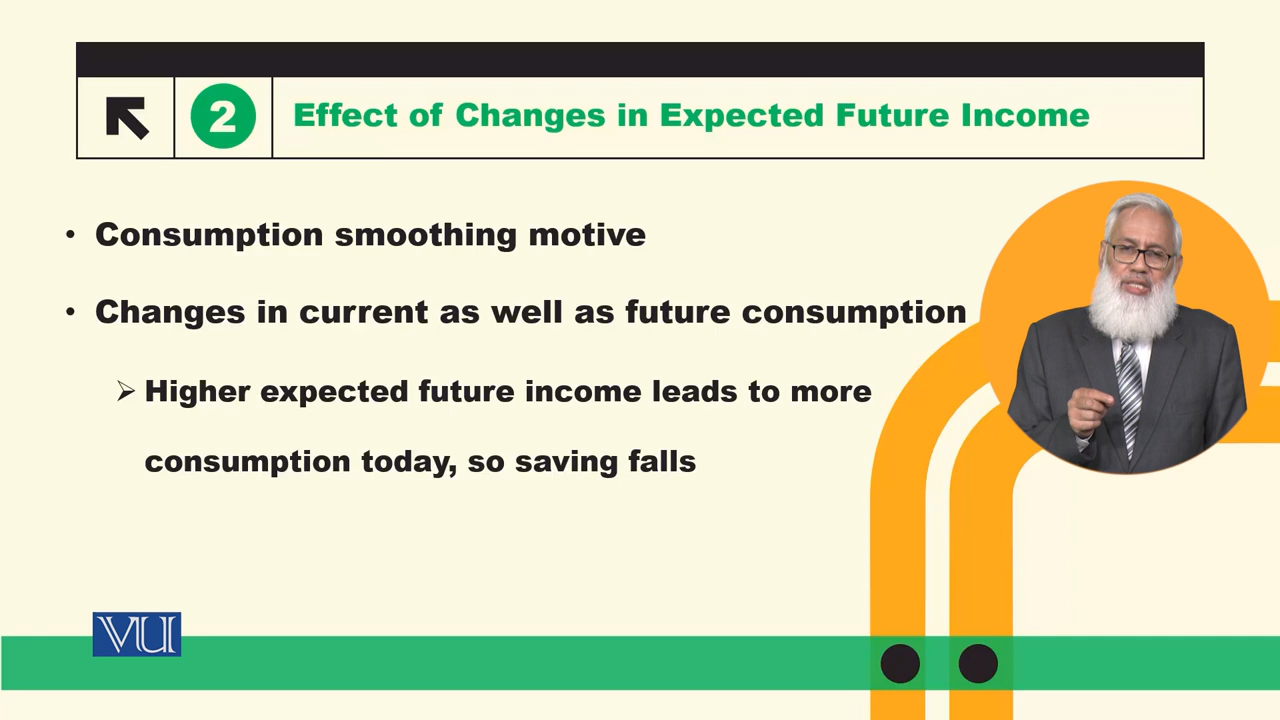 2 Effect of Changes in Expected Future Income
• Consumption smoothing motive
• Changes in current as well as future consumption
➢ Higher expected future income leads to more
consumption today, so saving falls
VU